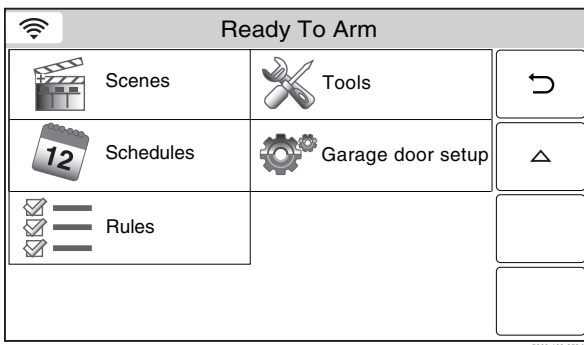 Ready To Arm
Scenes
Tools
12
Schedules
Garage door setup
Rules